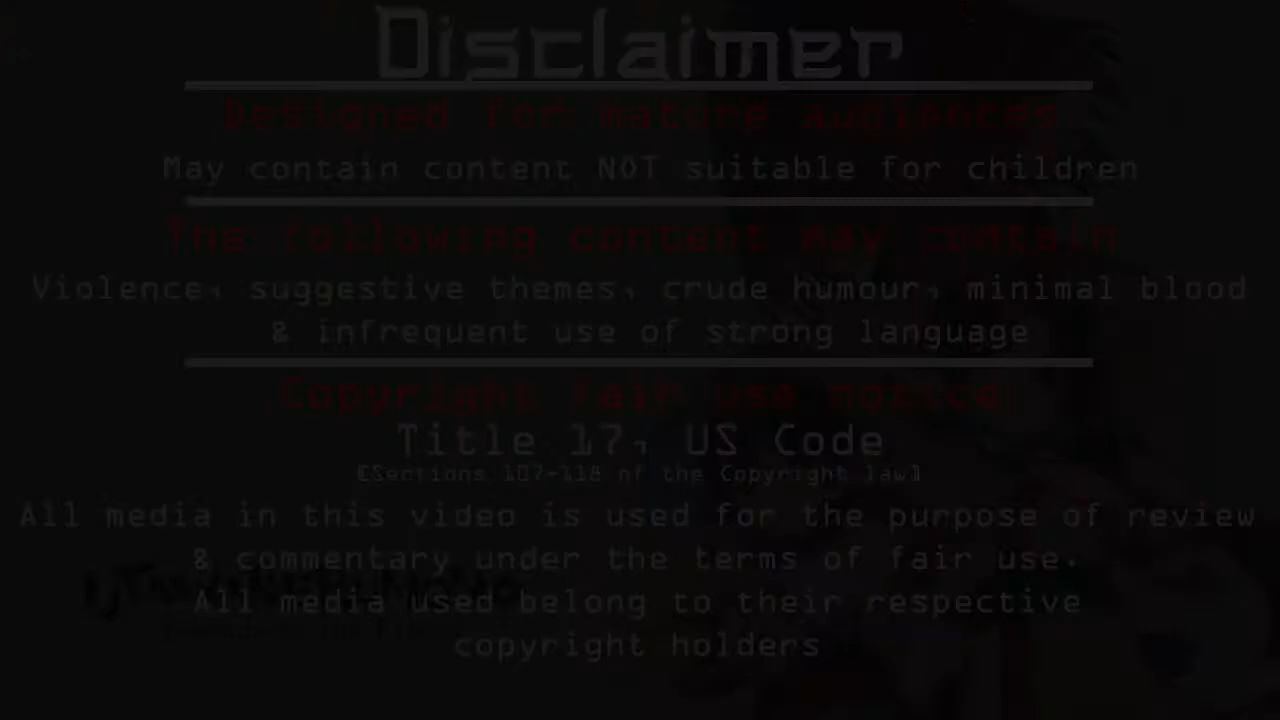 Disclaimer
Designed for mature audiences
May contain content NOT suitable for children
The following content may contain
Violence, suggestive themes, crude humour, minimal blood
& infrequent use of strong language
Copyright fair use notice:
Title 17, US Code
[Sections 107-118 of the Copyright law]
All media in this video is used for the purpose of review
& commentary under the terms of fair use.
All media used belong to their respective
copyright holders